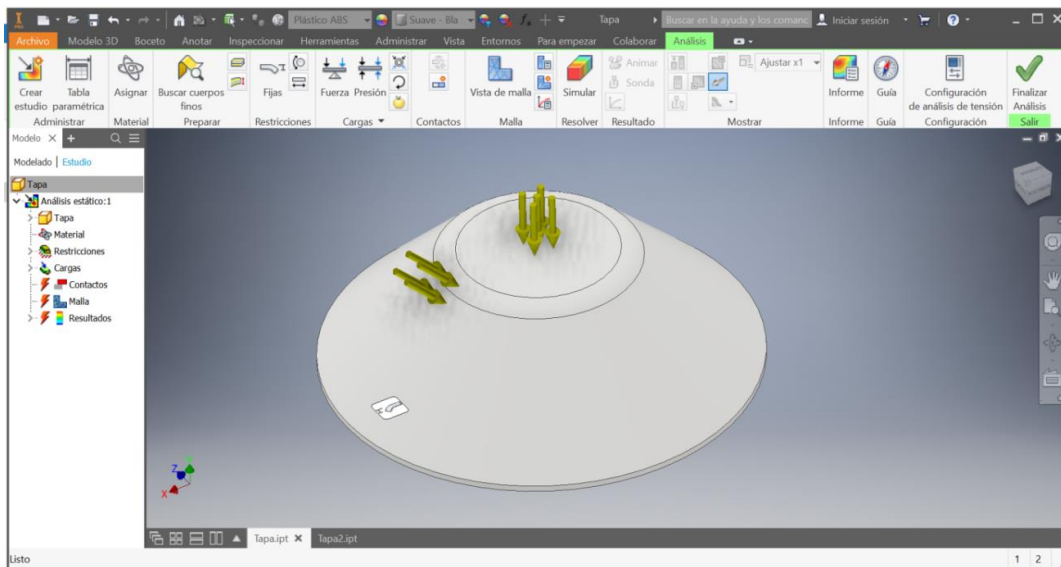 I PRO Plástico ABS Suave - Bla Tapa Buscar en la ayuda y los comanc Iniciar sesión
Archivo Modelo 3D Boceto Anotar Inspeccionar Herramientas Administrar Vista Entornos Para empezar Colaborar Análisis
Animar Ajustar x1
Sonda
Crear Tabla Asignar Buscar cuerpos Fijas Fuerza Presión Vista de malla Simular Informe Guía Configuración Finalizar
estudio paramétrica finos de análisis de tensión Análisis
Administrar Material Preparar Restricciones Cargas Contactos Malla Resolver Resultado Mostrar Informe Guía Configuración Salir
Modelo
Modelado Estudio
Tapa
Análisis estático:1
Tapa
Material
Restricciones
Cargas
Contactos
Malla
Resultados
Z
X
Tapa.ipt Tapa2.ipt
Listo 1 2